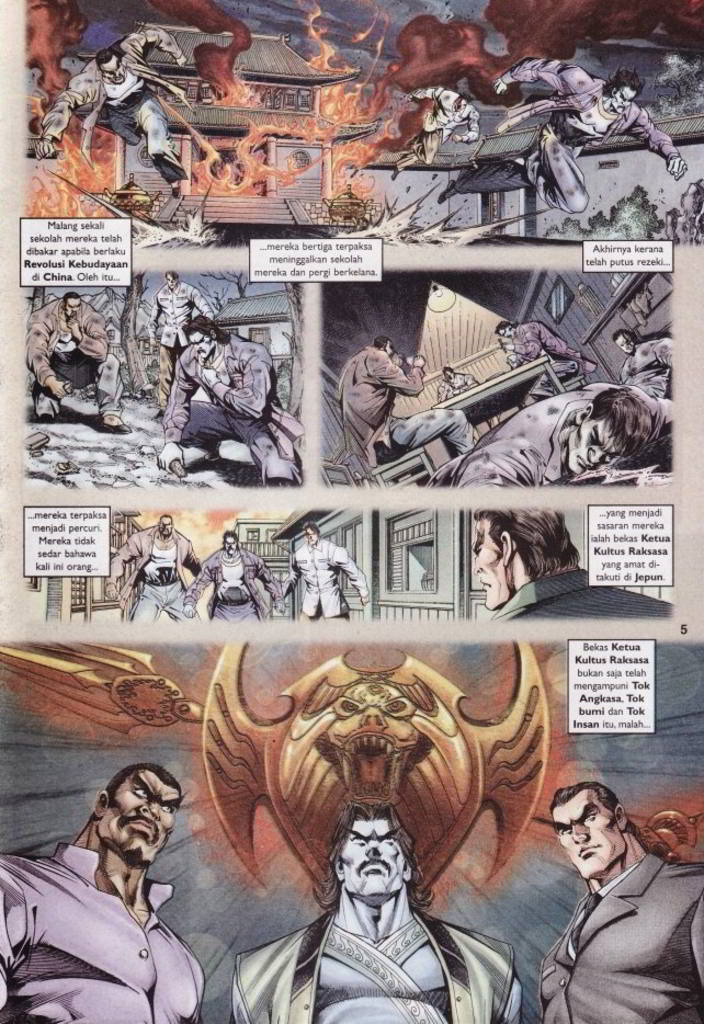 Malang sekali
sekolah mereka telah
dibakar apabila berlaku
Revolusi Kebudayaan
di China. Oleh itu...
...mereka bertiga terpaksa
meninggalkan sekolah
mereka dan pergi berkelana.
Akhirnya kerana
telah putus rezeki...
...mereka terpaksa
menjadi percuri.
Mereka tidak
sedar bahawa
kali ini orang...
...yang menjadi
sasaran mereka
ialah bekas Ketua
Kultus Raksasa
yang amat di-
takuti di Jepun.
5
Bekas Ketua
Kultus Raksasa
bukan saja telah
mengampuni Tok
Angkasa, Tok
bumi dan Tok
Insan itu, malah...